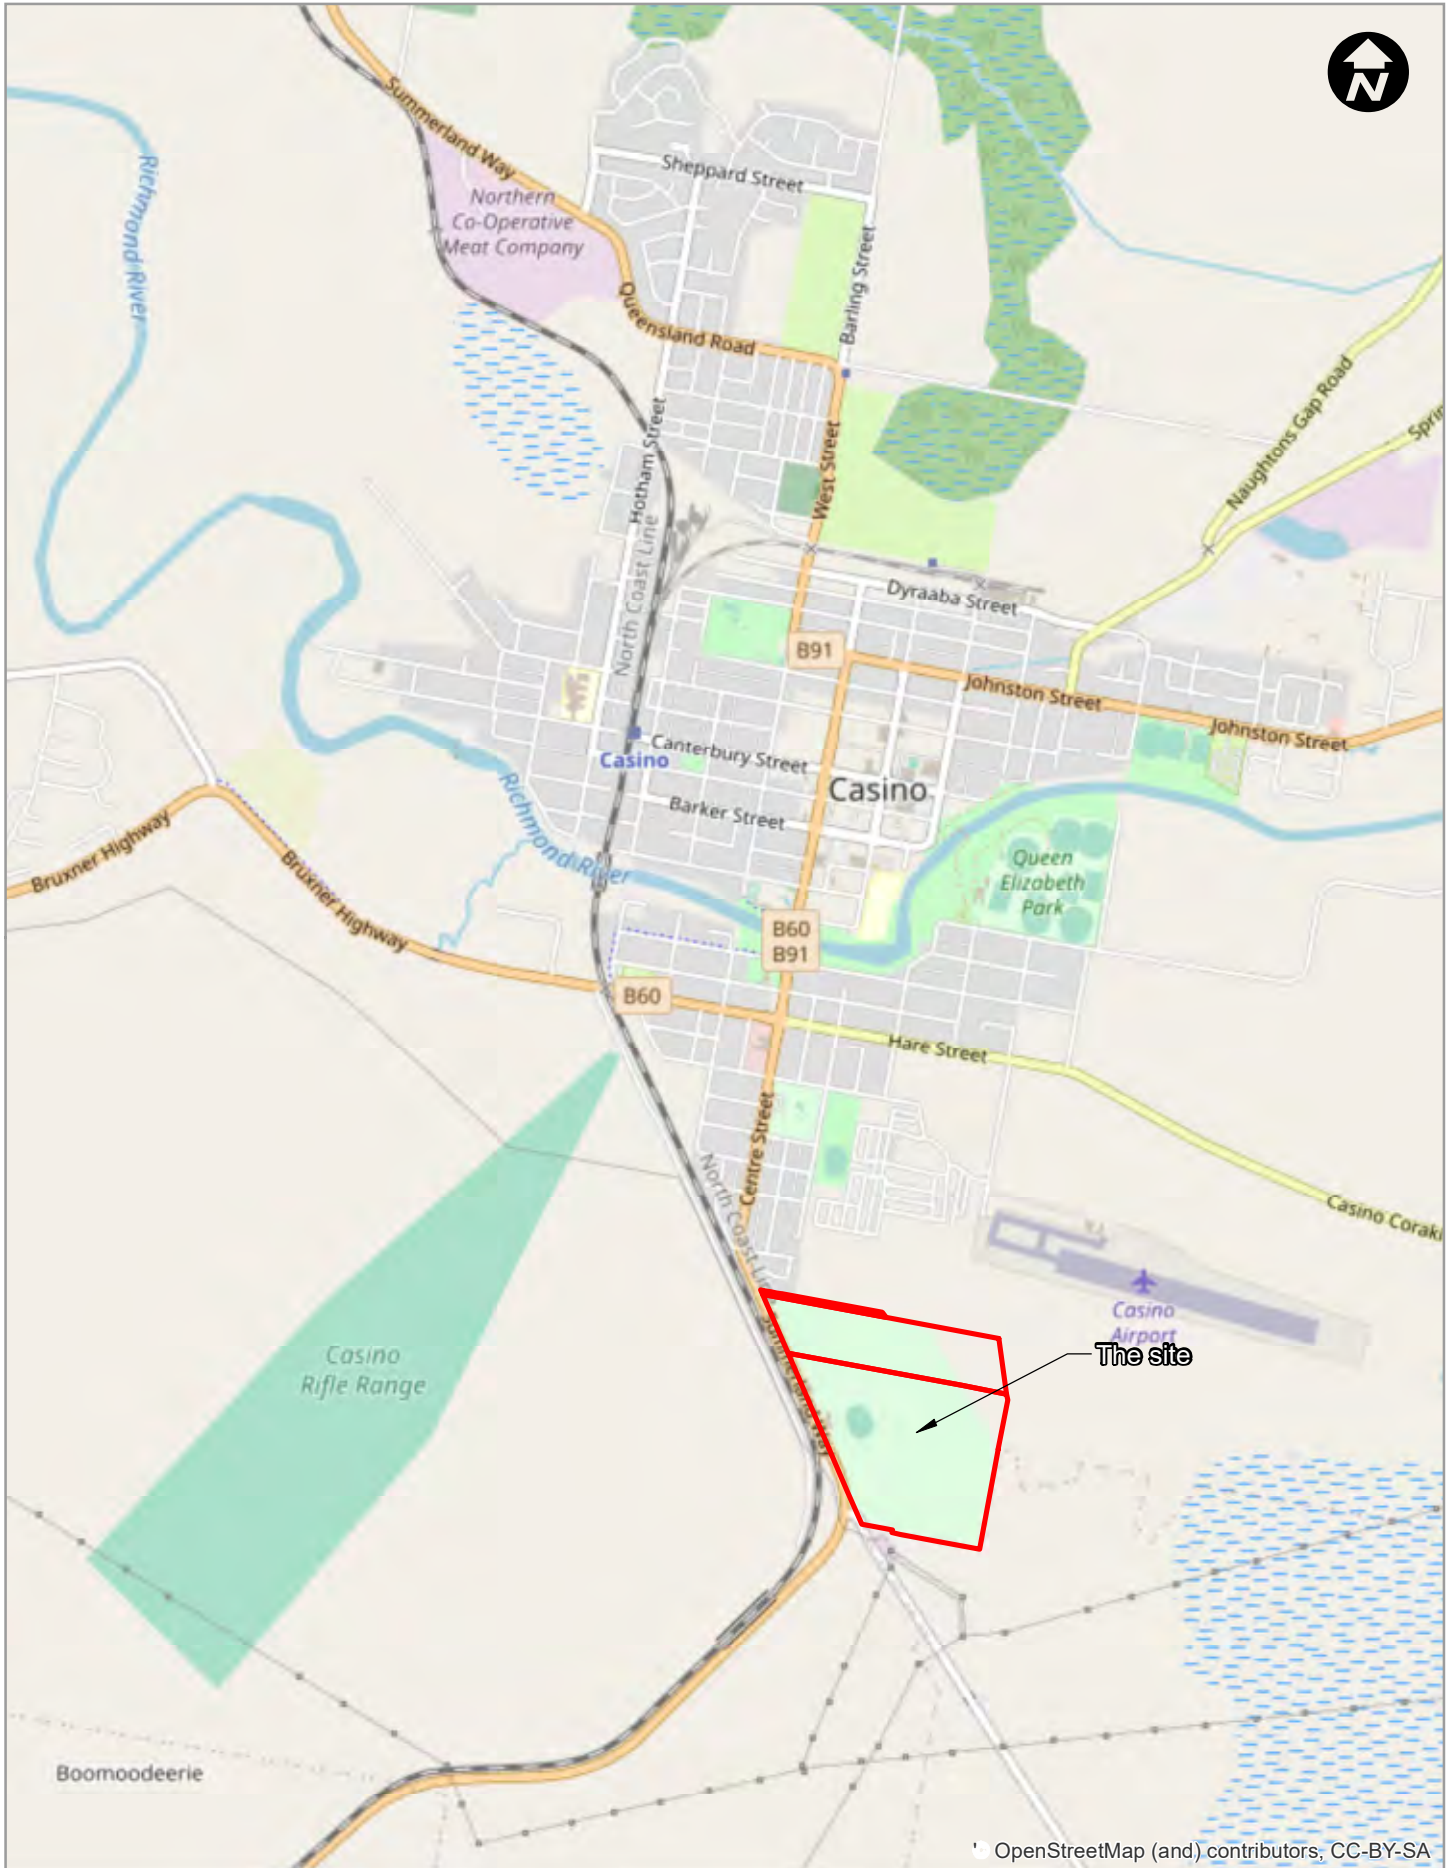 N
Summerland Way
Sheppard Street
Northern
Co-Operative
Meat Company
Richmond River
Barling Street
Queensland Road
Naughtons Gap Road
Hotham Street
West Street
North Coast Line
Dyraaba Street
B91
Johnston Street
Johnston Street
Canterbury Street
Casino
Casino
Barker Street
Richmond River
Bruxner Highway
Bruxner Highway
Queen
Elizabeth
Park
B60
B91
B60
Hare Street
Centre Street
North Coast Line
Casino Coraki
Casino
Airport
The site
Summerland Way
Casino
Rifle Range
Boomoodeerie
OpenStreetMap (and) contributors, CC-BY-SA